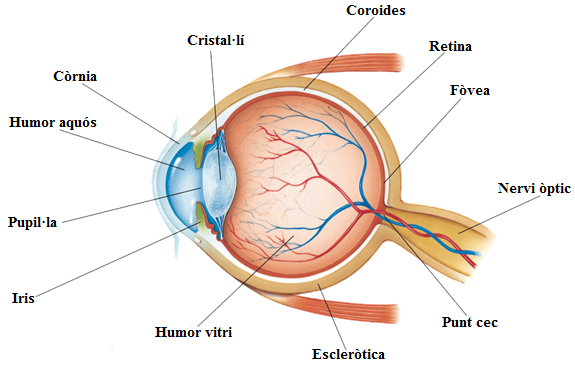 Coroides
Cristal·lí
Retina
Còrnia
Fòvea
Humor aquós
Nervi òptic
Pupil·la
Iris
Humor vitri
Punt cec
Escleròtica